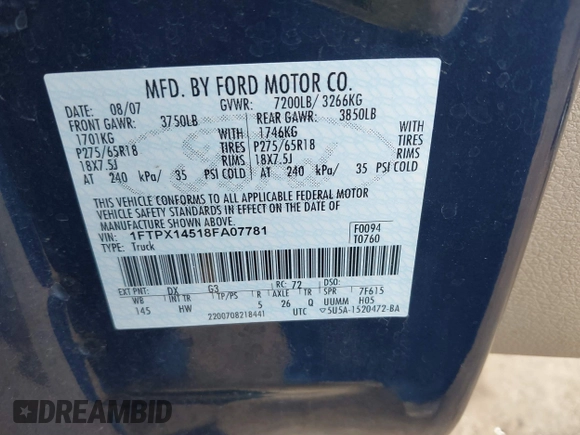 MFD. BY FORD MOTOR CO.
DATE: 08/07 GVWR: 7200LB/ 3266KG
FRONT GAWR: 3750LB REAR GAWR: 3850LB
1701KG WITH 1746KG WITH
P275/65R18 TIRES P275/65R18 TIRES
18X7.5J RIMS 18X7.5J RIMS
AT 240 kPa/ 35 PSI COLD AT 240 kPa/ 35 PSI COLD
THIS VEHICLE CONFORMS TO ALL APPLICABLE FEDERAL MOTOR
VEHICLE SAFETY STANDARDS IN EFFECT ON THE DATE OF
MANUFACTURE SHOWN ABOVE.
VIN: 1FTPX14518FA07781
TYPE: Truck
F0094
T0760
EXT PNT: DX G3 RC: 72 DSO:
WB INT TR TP/PS R AXLE TR SPR 7F615
145 HW 5 26 Q UUMM H05
2200708218441 UTC 5U5A-1520472-BA
DREAMBID